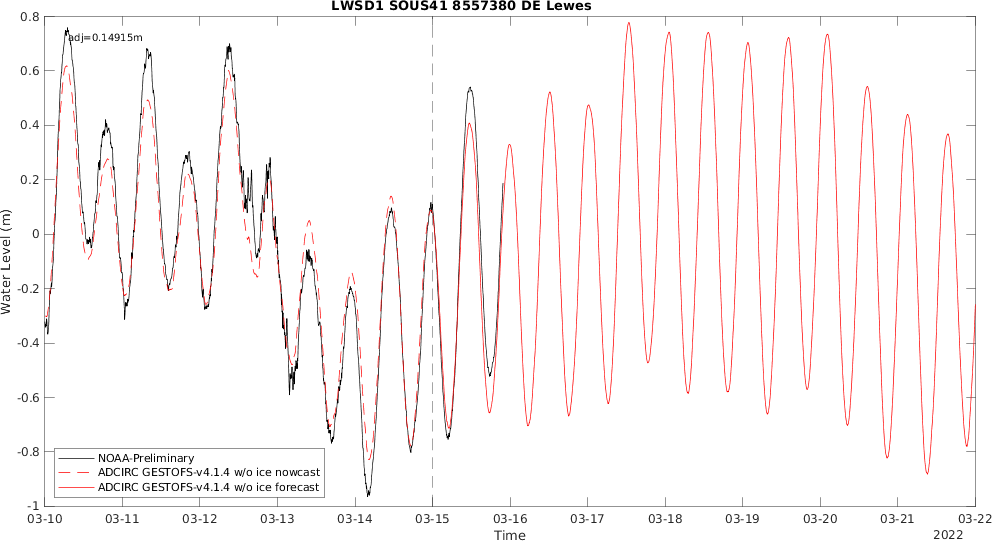 LWSD1 SOUS41 8557380 DE Lewes
adj=0.14915m
Water Level (m)
0.8
0.6
0.4
0.2
0
-0.2
-0.4
-0.6
-0.8
-1
NOAA-Preliminary
ADCIRC GESTOFS-v4.1.4 w/o ice nowcast
ADCIRC GESTOFS-v4.1.4 w/o ice forecast
03-10 03-11 03-12 03-13 03-14 03-15 03-16 03-17 03-18 03-19 03-20 03-21 03-22
Time
2022